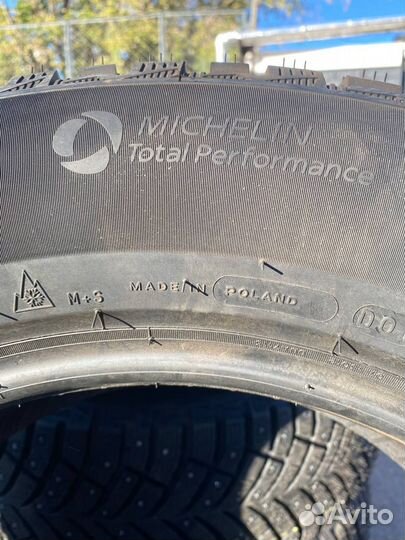 MICHELIN
Total Performance
M+S MADE IN POLAND
Avito